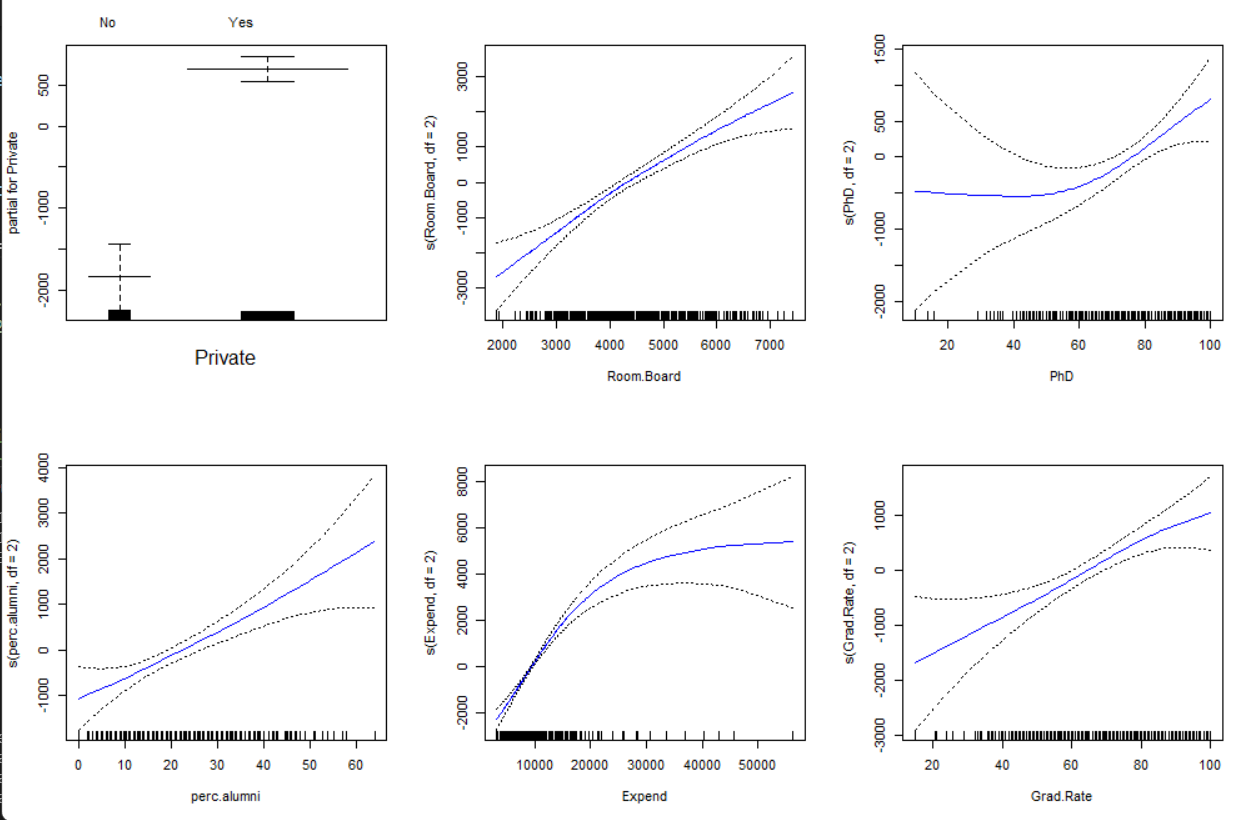 No Yes
partial for Private
500
0
-1000
-2000
Private
s(Room.Board, df = 2)
3000
1000
0
-1000
-3000
2000 3000 4000 5000 6000 7000
Room.Board
s(PhD, df = 2)
1500
500
0
-1000
-2000
20 40 60 80 100
PhD
s(perc.alumni, df = 2)
4000
3000
2000
1000
0
-1000
0 10 20 30 40 50 60
perc.alumni
s(Expend, df = 2)
8000
6000
4000
2000
0
-2000
10000 20000 30000 40000 50000
Expend
s(Grad.Rate, df = 2)
1000
0
-1000
-2000
-3000
20 40 60 80 100
Grad.Rate